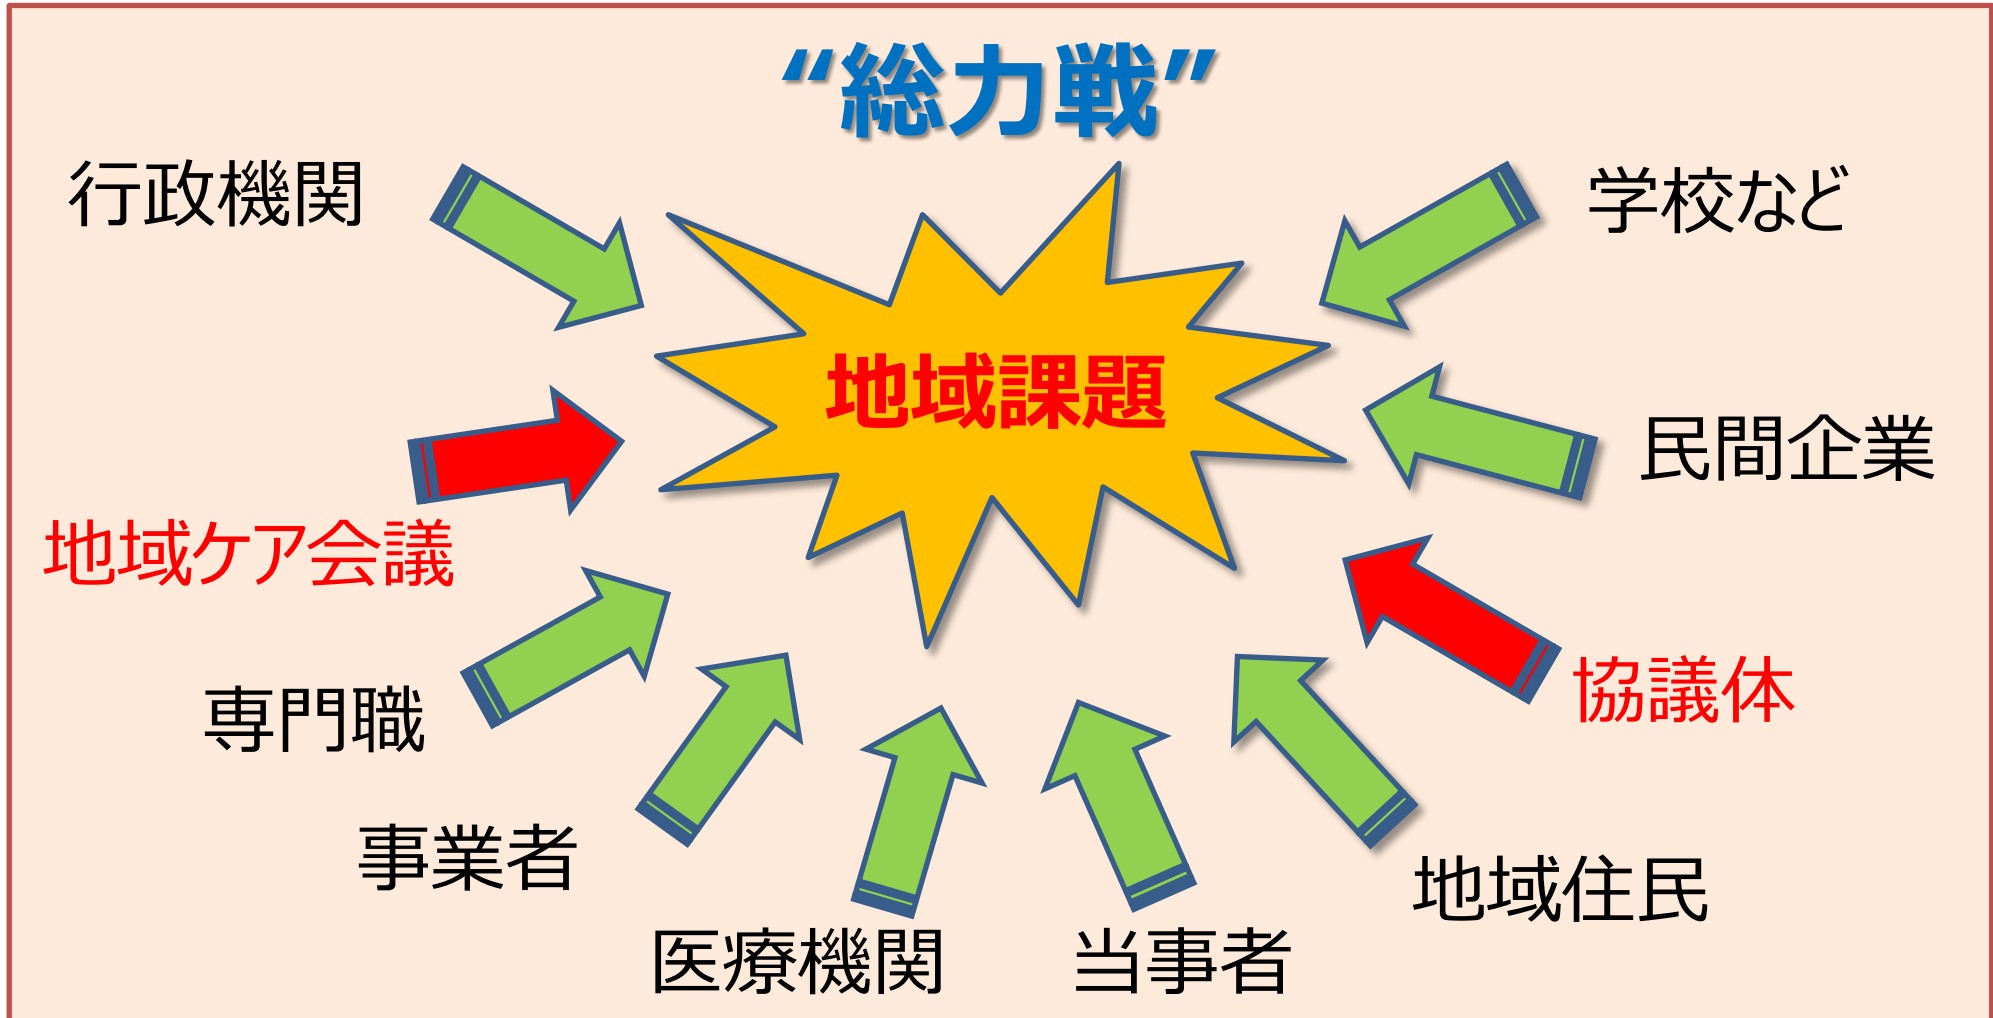 “総力戦”
行政機関
学校など
地域課題
民間企業
地域ケア会議
協議体
専門職
事業者
地域住民
医療機関
当事者